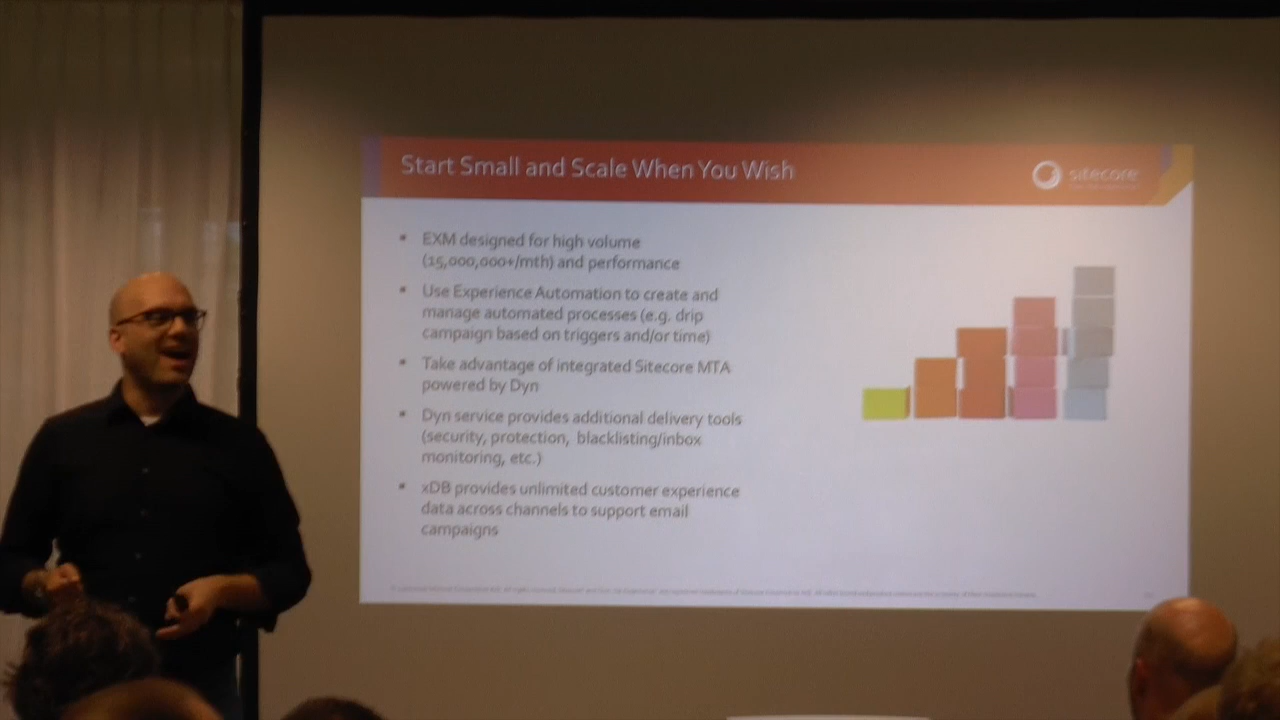 Start Small and Scale When You Wish
sitecore
EXM designed for high volume
(15,000,000+/mth) and performance
Use Experience Automation to create and
manage automated processes (e.g. drip
campaign based on triggers and/or time)
Take advantage of integrated Sitecore MTA
powered by Dyn
Dyn service provides additional delivery tools
(security, protection, blacklisting/inbox
monitoring, etc.)
xDB provides unlimited customer experience
data across channels to support email
campaigns